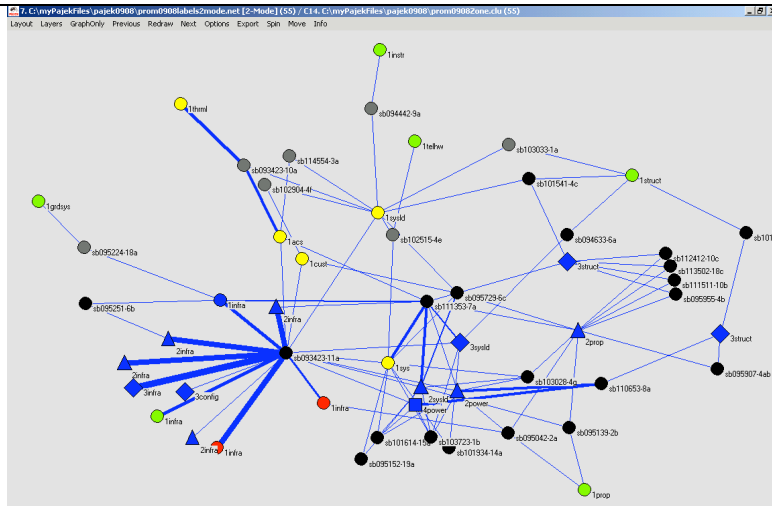 7. C:\myPajekFiles\pajek0908\prom0908labels2mode.net [2-Mode] (55) / C14. C:\myPajekFiles\pajek0908\prom0908Zone.clu (55)
Layout Layers GraphOnly Previous Redraw Next Options Export Spin Move Info
1instr
1thrml
sb094442-9a
1telhw
sb103033-1a
sb114554-3a
sb093423-10a
1struct
sb101541-4c
sb102904-4f
1grdsys
1sysld
sb101
sb102515-4e
sb094633-6a
1acs
sb095224-18a
sb112412-10c
1cust
3struct
sb113502-18c
sb111511-10b
sb095729-6c
sb095955-4b
1infra
sb111353-7a
sb095251-6b
2infra
2prop
3struct
2infra
3sysld
sb093423-11a
2infra
1sys
sb095907-4ab
3infra
3config
2sysld
2power
sb103028-4g
sb110653-8a
1infra
4power
1infra
sb095042-2a
sb095139-2b
2infra
1infra
sb101614-15
sb103723-1b
sb101934-14a
sb095152-19a
1prop